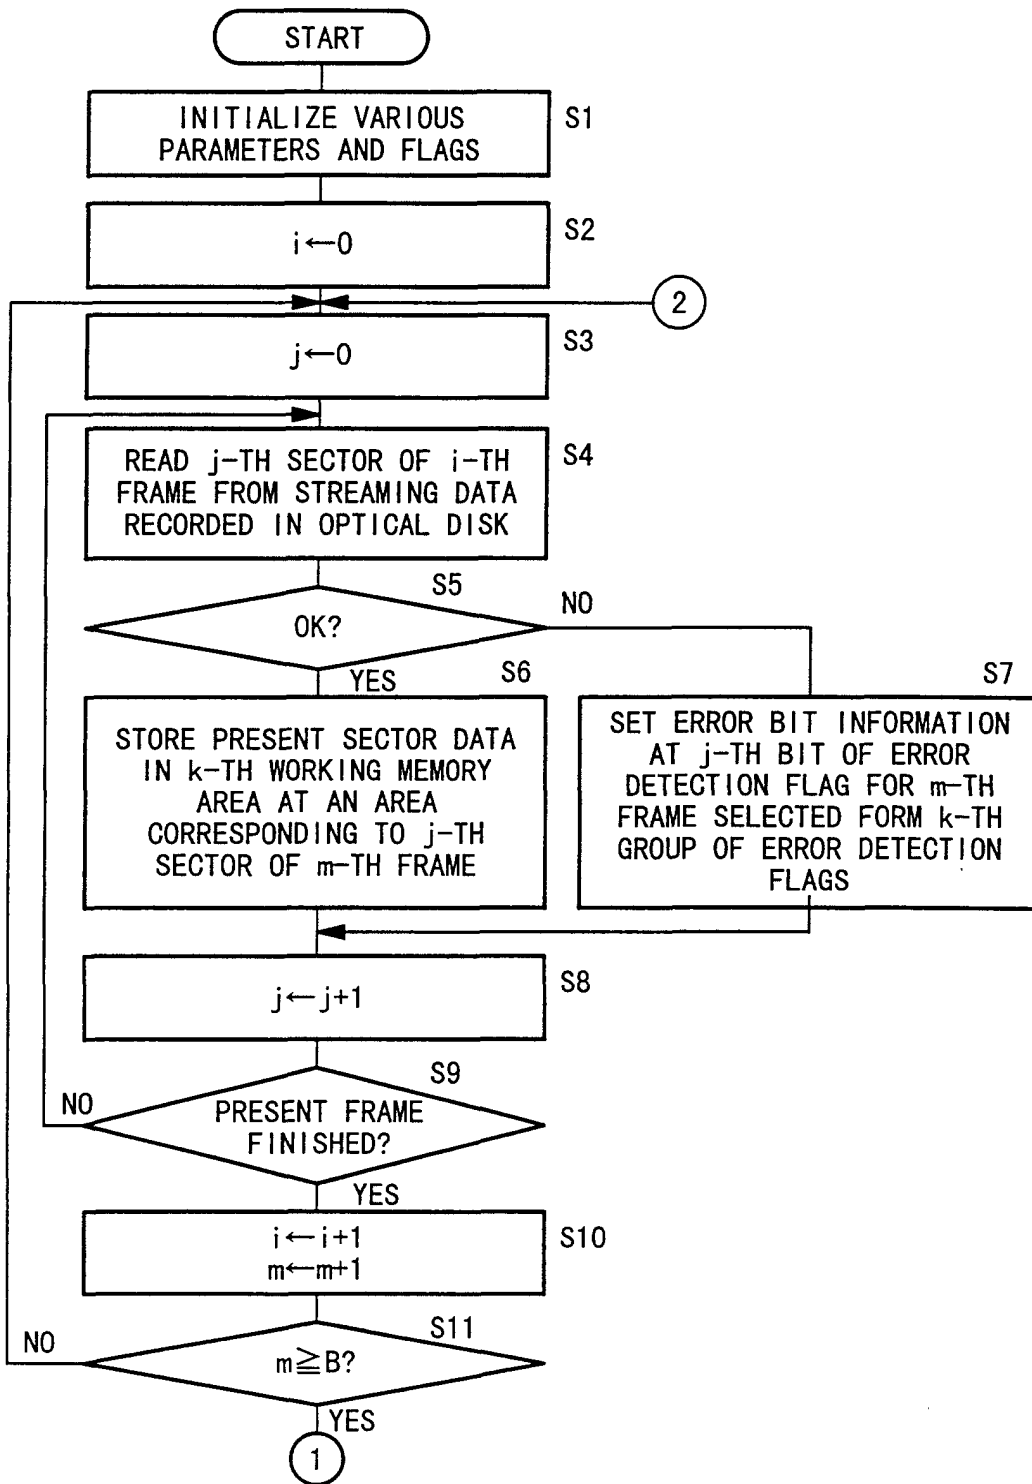 START
INITIALIZE VARIOUS
PARAMETERS AND FLAGS
S1
i←0
S2
2
j←0
S3
READ j-TH SECTOR OF i-TH
FRAME FROM STREAMING DATA
RECORDED IN OPTICAL DISK
S4
S5
OK?
NO
YES
S6
STORE PRESENT SECTOR DATA
IN k-TH WORKING MEMORY
AREA AT AN AREA
CORRESPONDING TO j-TH
SECTOR OF m-TH FRAME
S7
SET ERROR BIT INFORMATION
AT j-TH BIT OF ERROR
DETECTION FLAG FOR m-TH
FRAME SELECTED FORM k-TH
GROUP OF ERROR DETECTION
FLAGS
j←j+1
S8
S9
PRESENT FRAME
FINISHED?
NO
YES
i←i+1
m←m+1
S10
S11
m≧B?
NO
YES
1